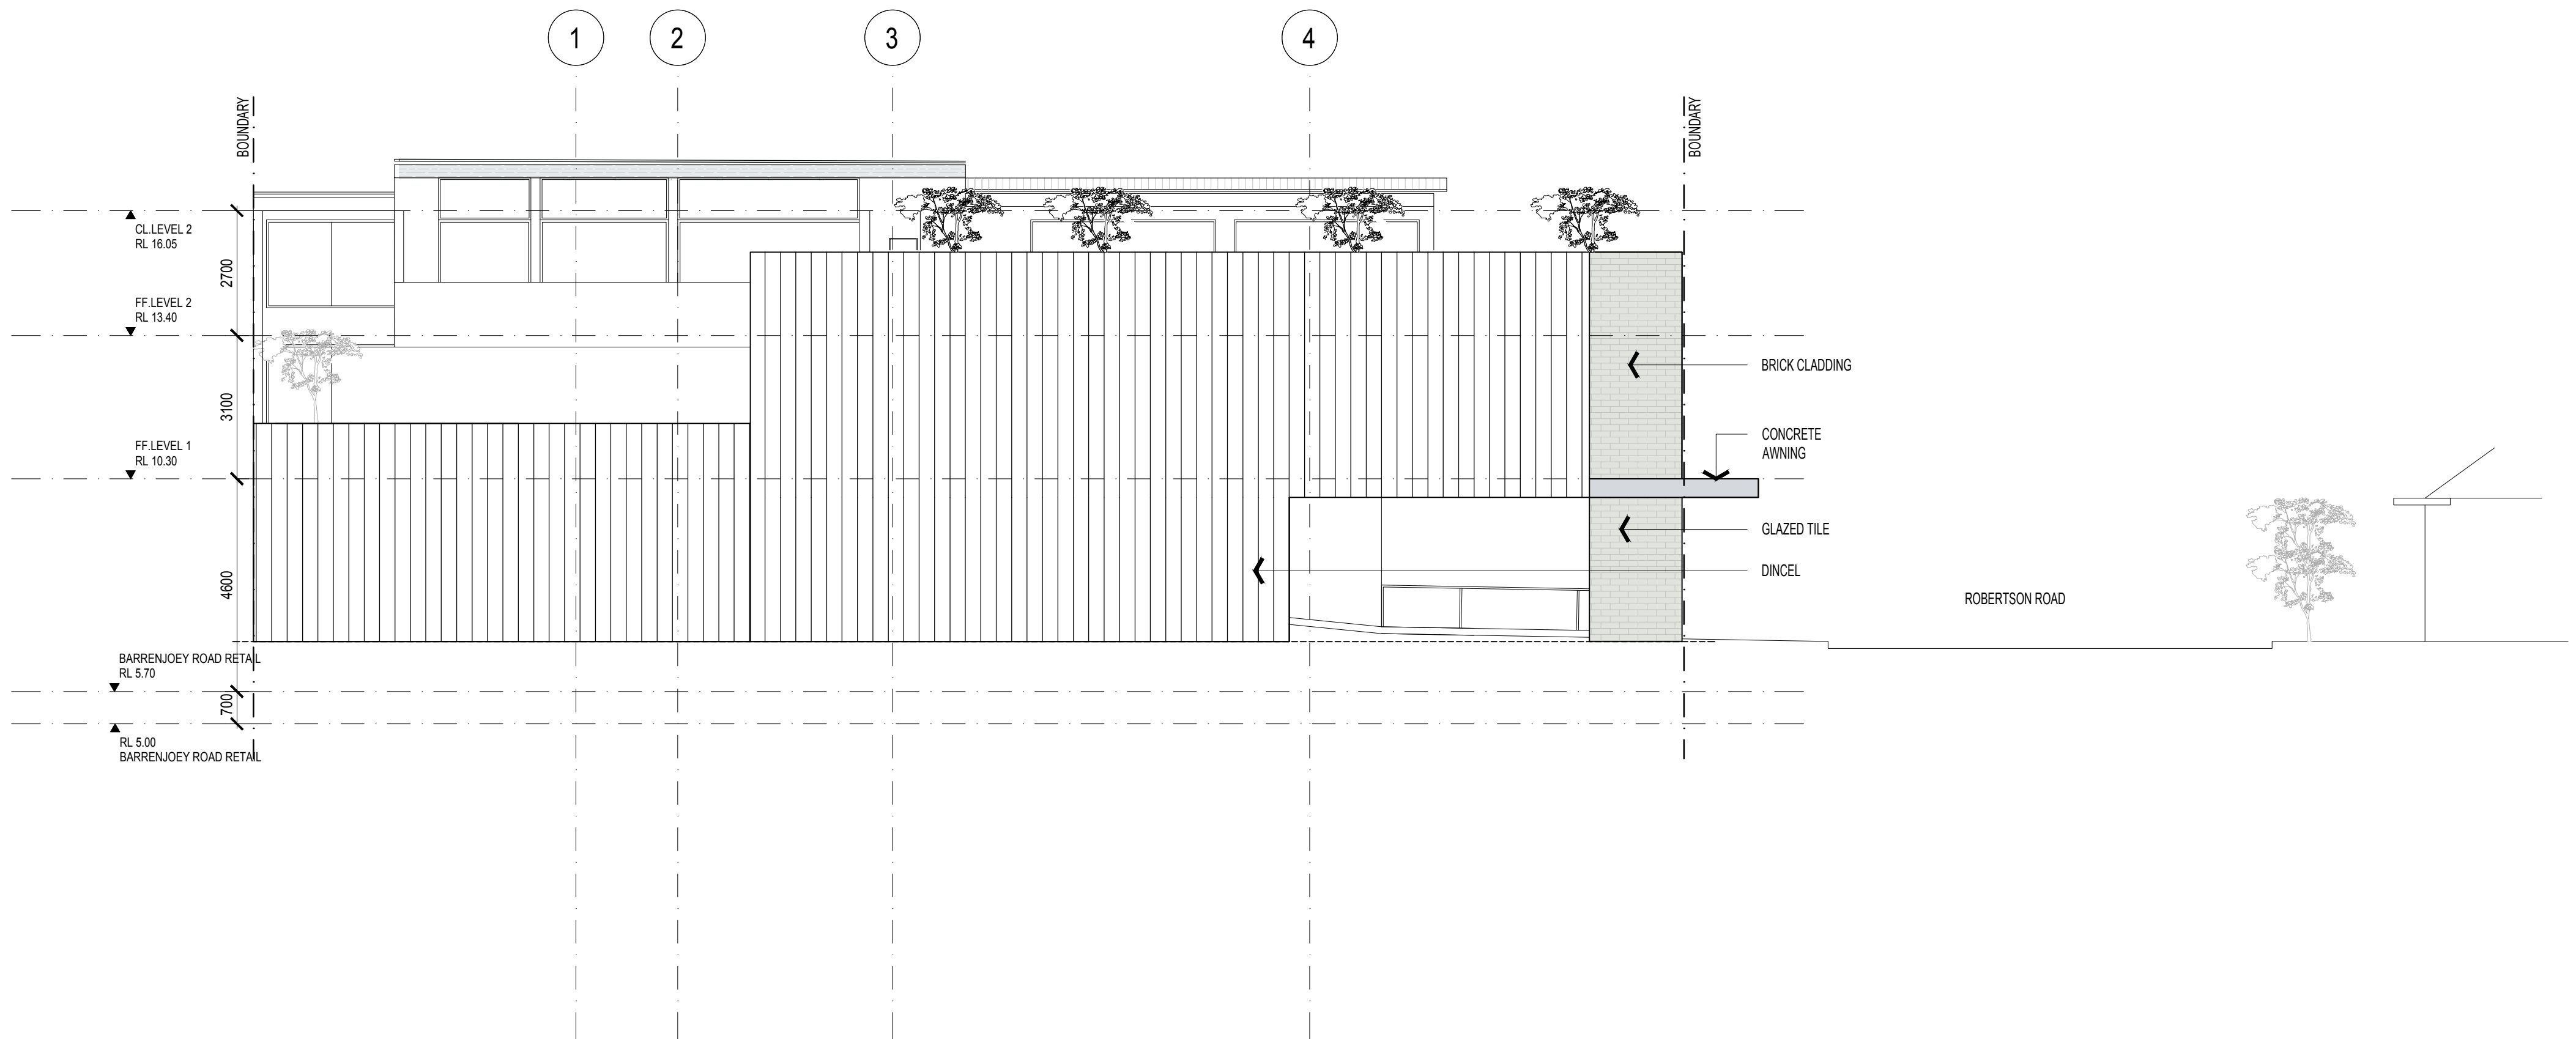 1
2
3
4
BOUNDARY
BOUNDARY
CL.LEVEL 2
RL 16.05
2700
FF.LEVEL 2
RL 13.40
BRICK CLADDING
3100
CONCRETE
AWNING
FF.LEVEL 1
RL 10.30
GLAZED TILE
DINCEL
4600
ROBERTSON ROAD
BARRENJOEY ROAD RETAIL
RL 5.70
700
RL 5.00
BARRENJOEY ROAD RETAIL